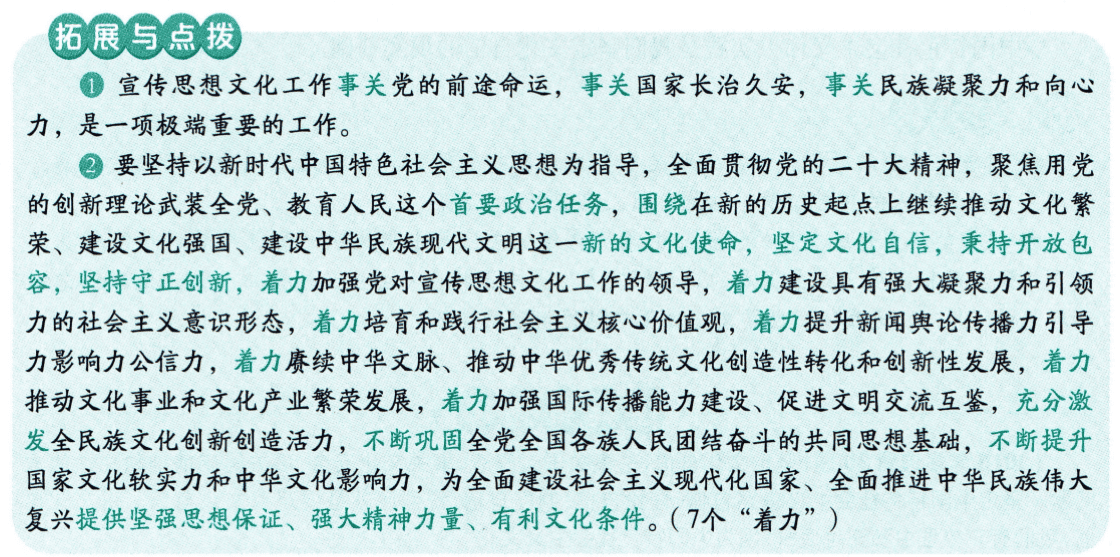 拓展与点拨
❶ 宣传思想文化工作事关党的前途命运，事关国家长治久安，事关民族凝聚力和向心
力，是一项极端重要的工作。
❷ 要坚持以新时代中国特色社会主义思想为指导，全面贯彻党的二十大精神，聚焦用党
的创新理论武装全党、教育人民这个首要政治任务，围绕在新的历史起点上继续推动文化繁
荣、建设文化强国、建设中华民族现代文明这一新的文化使命，坚定文化自信，秉持开放包
容，坚持守正创新，着力加强党对宣传思想文化工作的领导，着力建设具有强大凝聚力和引领
力的社会主义意识形态，着力培育和践行社会主义核心价值观，着力提升新闻舆论传播力引导
力影响力公信力，着力赓续中华文脉、推动中华优秀传统文化创造性转化和创新性发展，着力
推动文化事业和文化产业繁荣发展，着力加强国际传播能力建设、促进文明交流互鉴，充分激
发全民族文化创新创造活力，不断巩固全党全国各族人民团结奋斗的共同思想基础，不断提升
国家文化软实力和中华文化影响力，为全面建设社会主义现代化国家、全面推进中华民族伟大
复兴提供坚强思想保证、强大精神力量、有利文化条件。（7个“着力”）